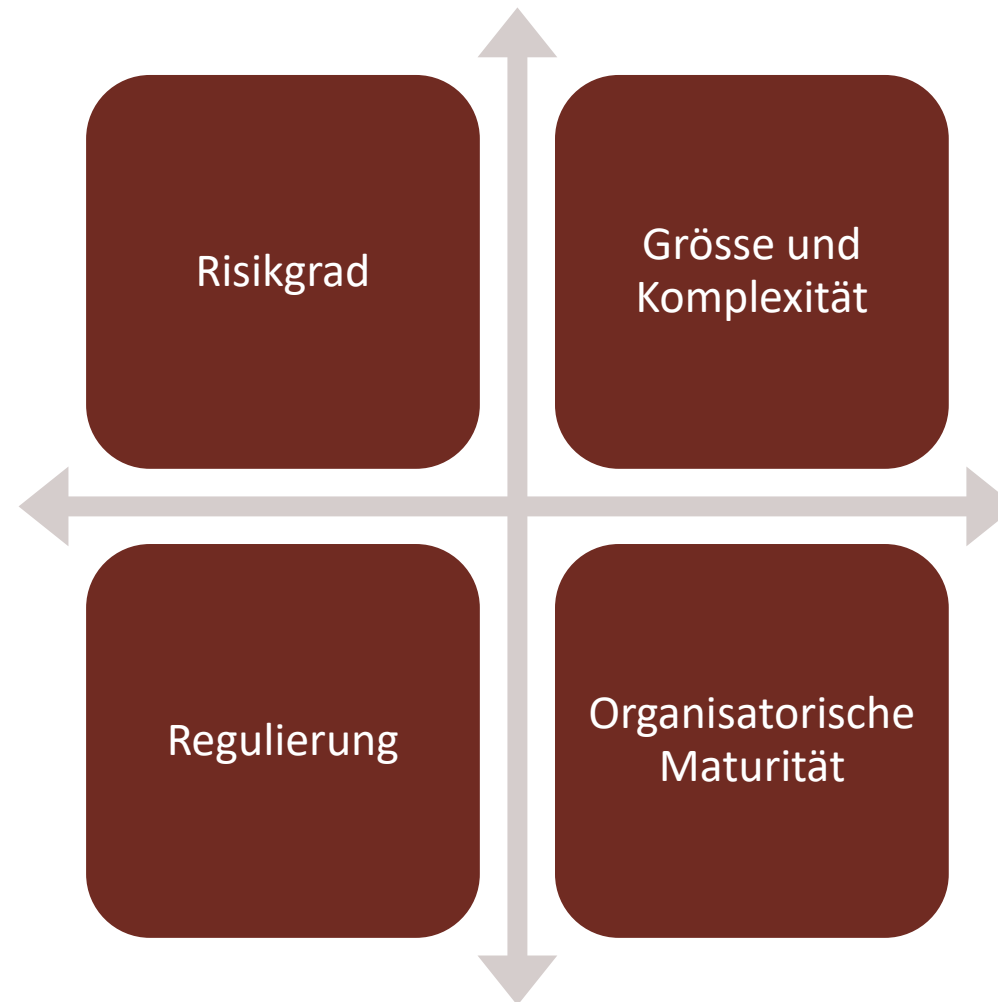 Risikgrad
Grösse und
Komplexität
Regulierung
Organisatorische
Maturität